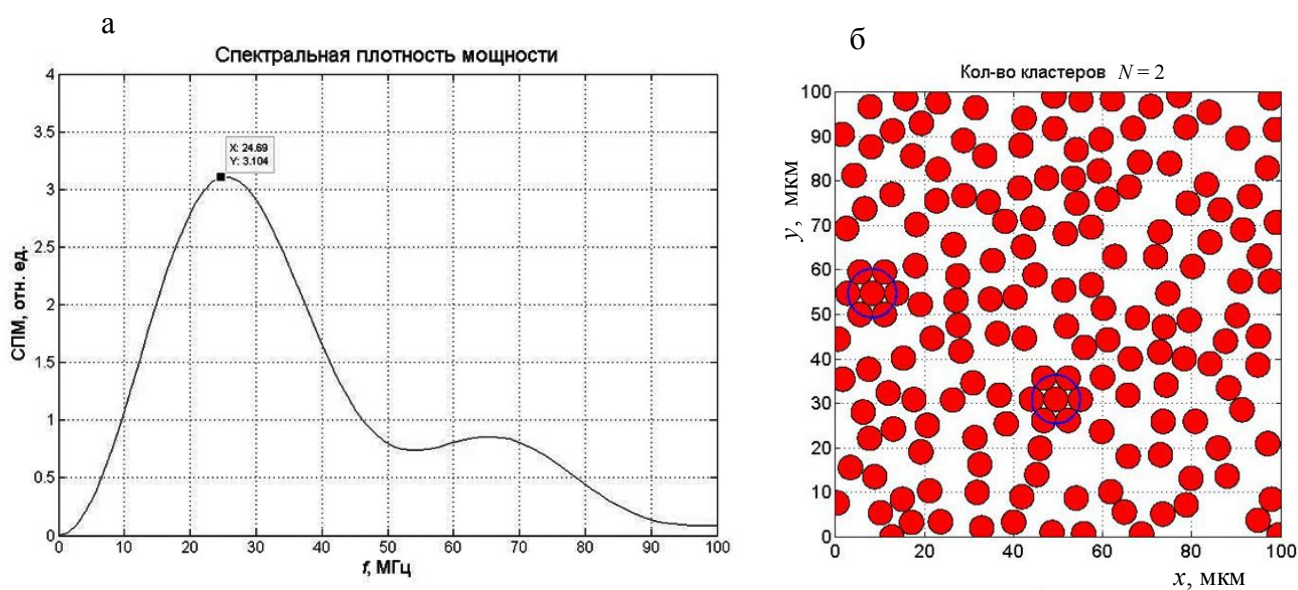 а
Спектральная плотность мощности
СПМ, отн. ед.
4
3.5
3
2.5
2
1.5
1
0.5
0
X: 24.69
Y: 3.104
0 10 20 30 40 50 60 70 80 90 100
f, МГц
б
Кол-во кластеров N = 2
y, мкм
100
90
80
70
60
50
40
30
20
10
0
0 20 40 60 80 100
x, мкм